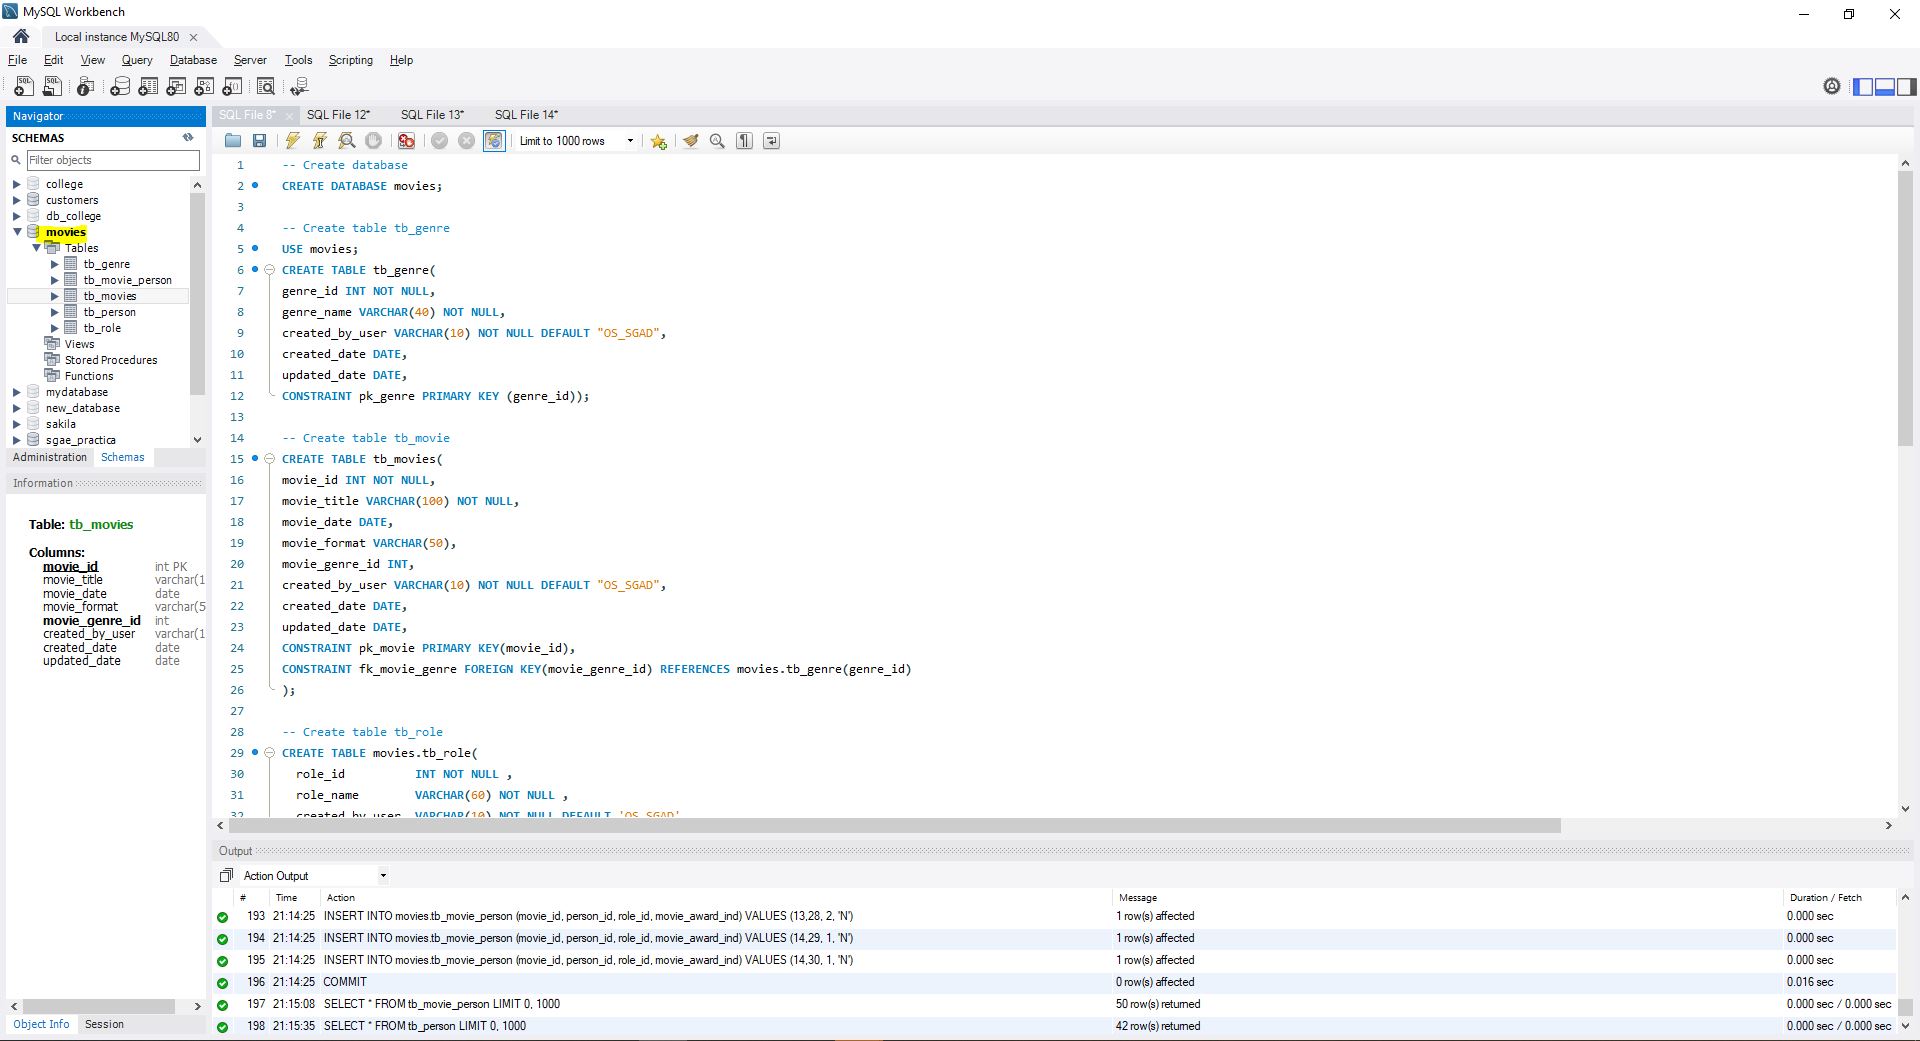 MySQL Workbench
Local instance MySQL80
File Edit View Query Database Server Tools Scripting Help
Navigator
SCHEMAS
Filter objects
college
customers
db_college
movies
Tables
tb_genre
tb_movie_person
tb_movies
tb_person
tb_role
Views
Stored Procedures
Functions
mydatabase
new_database
sakila
sgae_practica
Administration Schemas
Information
Table: tb_movies
Columns:
movie_id int PK
movie_title varchar(1
movie_date date
movie_format varchar(5
movie_genre_id int
created_by_user varchar(1
created_date date
updated_date date
Object Info Session
SQL File 8* SQL File 12* SQL File 13* SQL File 14*
Limit to 1000 rows
1 -- Create database
2 CREATE DATABASE movies;
3
4 -- Create table tb_genre
5 USE movies;
6 CREATE TABLE tb_genre(
7 genre_id INT NOT NULL,
8 genre_name VARCHAR(40) NOT NULL,
9 created_by_user VARCHAR(10) NOT NULL DEFAULT "OS_SGAD",
10 created_date DATE,
11 updated_date DATE,
12 CONSTRAINT pk_genre PRIMARY KEY (genre_id));
13
14 -- Create table tb_movie
15 CREATE TABLE tb_movies(
16 movie_id INT NOT NULL,
17 movie_title VARCHAR(100) NOT NULL,
18 movie_date DATE,
19 movie_format VARCHAR(50),
20 movie_genre_id INT,
21 created_by_user VARCHAR(10) NOT NULL DEFAULT "OS_SGAD",
22 created_date DATE,
23 updated_date DATE,
24 CONSTRAINT pk_movie PRIMARY KEY(movie_id),
25 CONSTRAINT fk_movie_genre FOREIGN KEY(movie_genre_id) REFERENCES movies.tb_genre(genre_id)
26 );
27
28 -- Create table tb_role
29 CREATE TABLE movies.tb_role(
30 role_id INT NOT NULL ,
31 role_name VARCHAR(60) NOT NULL ,
32 created_by_user VARCHAR(10) NOT NULL DEFAULT 'OS_SGAD'
Output
Action Output
# Time Action Message Duration / Fetch
193 21:14:25 INSERT INTO movies.tb_movie_person (movie_id, person_id, role_id, movie_award_ind) VALUES (13,28, 2, 'N') 1 row(s) affected 0.000 sec
194 21:14:25 INSERT INTO movies.tb_movie_person (movie_id, person_id, role_id, movie_award_ind) VALUES (14,29, 1, 'N') 1 row(s) affected 0.000 sec
195 21:14:25 INSERT INTO movies.tb_movie_person (movie_id, person_id, role_id, movie_award_ind) VALUES (14,30, 1, 'N') 1 row(s) affected 0.000 sec
196 21:14:25 COMMIT 0 row(s) affected 0.016 sec
197 21:15:08 SELECT * FROM tb_movie_person LIMIT 0, 1000 50 row(s) returned 0.000 sec / 0.000 sec
198 21:15:35 SELECT * FROM tb_person LIMIT 0, 1000 42 row(s) returned 0.000 sec / 0.000 sec